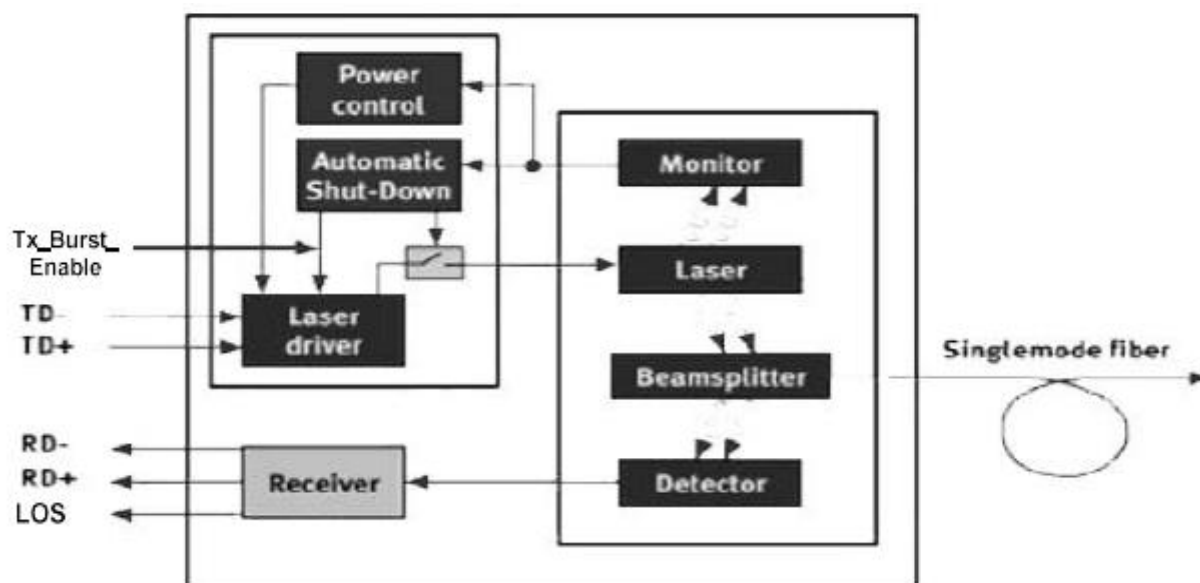 Power
control
Automatic
Shut-Down
Monitor
Tx_Burst_
Enable
Laser
TD-
Laser
driver
TD+
Singlemode fiber
Beamsplitter
RD-
RD+
Receiver
Detector
LOS